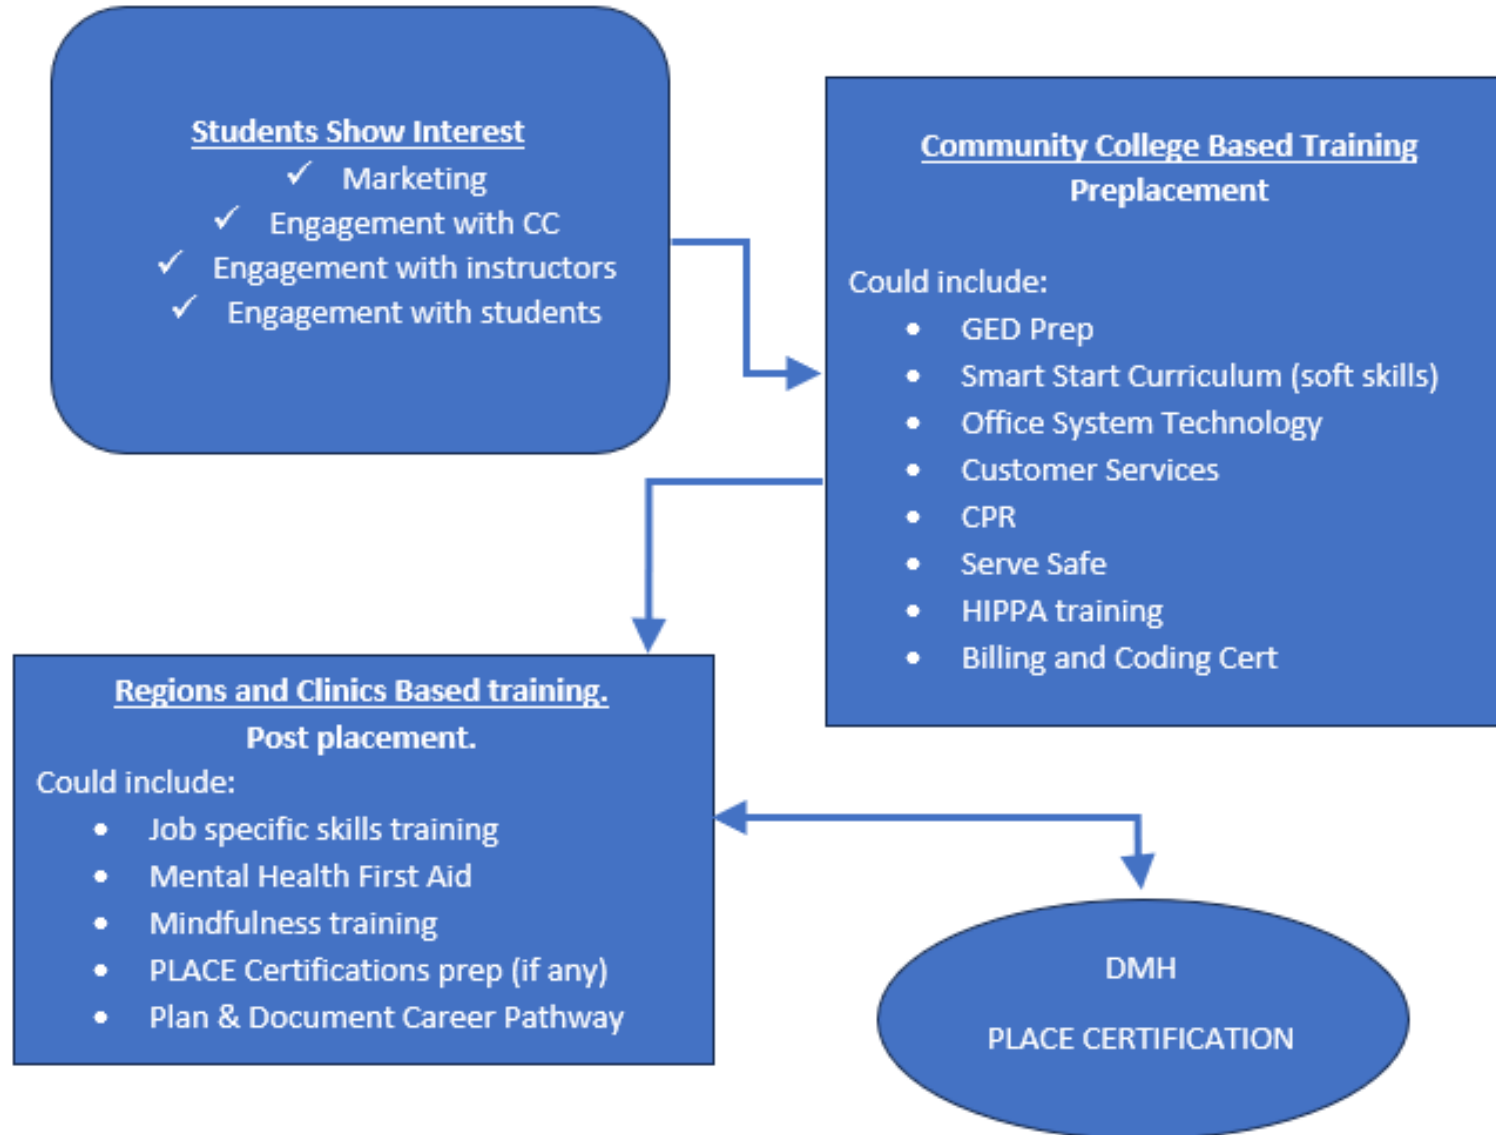 Students Show Interest
✓ Marketing
✓ Engagement with CC
✓ Engagement with instructors
✓ Engagement with students
Community College Based Training
Preplacement
Could include:
• GED Prep
• Smart Start Curriculum (soft skills)
• Office System Technology
• Customer Services
• CPR
• Serve Safe
• HIPPA training
• Billing and Coding Cert
Regions and Clinics Based training.
Post placement.
Could include:
• Job specific skills training
• Mental Health First Aid
• Mindfulness training
• PLACE Certifications prep (if any)
• Plan & Document Career Pathway
DMH
PLACE CERTIFICATION